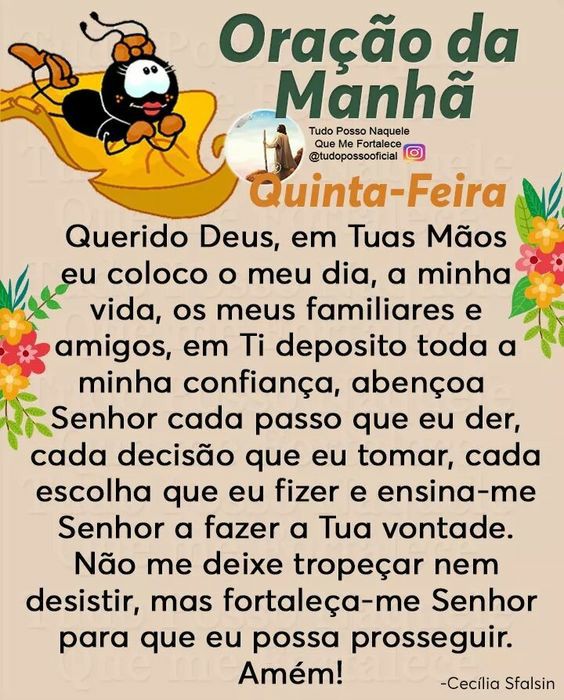 Oração da
Manhã
Tudo Posso Naquele
Que Me Fortalece
@tudopossooficial
Quinta-Feira
Querido Deus, em Tuas Mãos
eu coloco o meu dia, a minha
vida, os meus familiares e
amigos, em Ti deposito toda a
minha confiança, abençoa
Senhor cada passo que eu der,
cada decisão que eu tomar, cada
escolha que eu fizer e ensina-me
Senhor a fazer a Tua vontade.
Não me deixe tropeçar nem
desistir, mas fortaleça-me Senhor
para que eu possa prosseguir.
Amém!
-Cecília Sfalsin